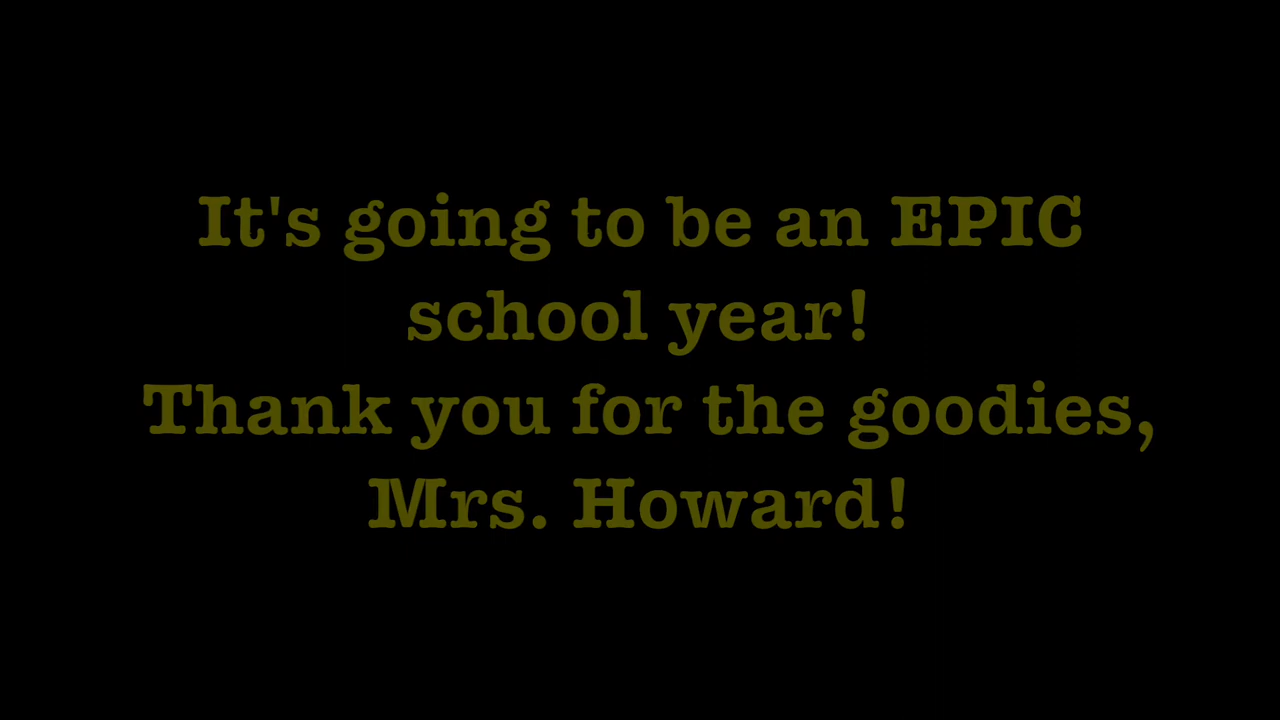 It's going to be an EPIC
school year!
Thank you for the goodies,
Mrs. Howard!